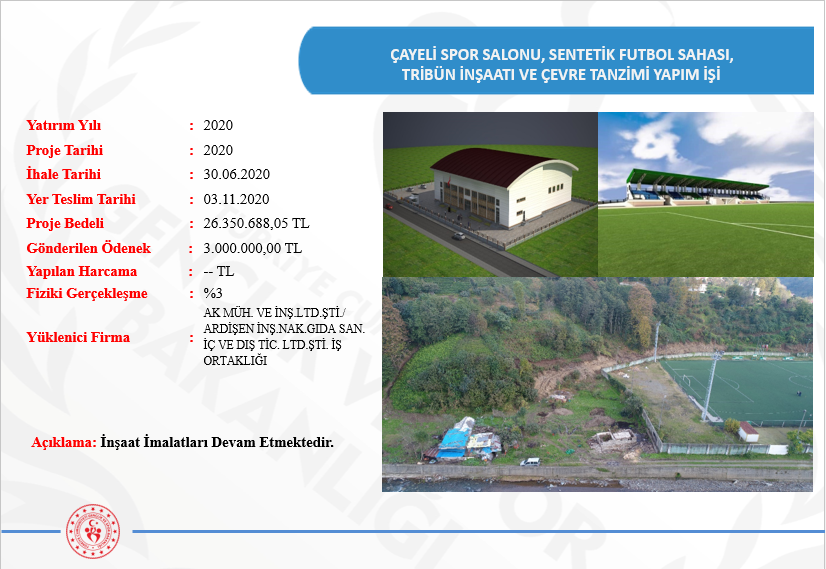 ÇAYELİ SPOR SALONU, SENTETİK FUTBOL SAHASI,
TRİBÜN İNŞAATI VE ÇEVRE TANZİMİ YAPIM İŞİ
Yatırım Yılı : 2020
Proje Tarihi : 2020
İhale Tarihi : 30.06.2020
Yer Teslim Tarihi : 03.11.2020
Proje Bedeli : 26.350.688,05 TL
Gönderilen Ödenek : 3.000.000,00 TL
Yapılan Harcama : -- TL
Fiziki Gerçekleşme : %3
Yüklenici Firma : AK MÜH. VE İNŞ.LTD.ŞTİ./
ARDİŞEN İNŞ.NAK.GIDA SAN.
İÇ VE DIŞ TİC. LTD.ŞTİ. İŞ
ORTAKLIĞI
Açıklama: İnşaat İmalatları Devam Etmektedir.